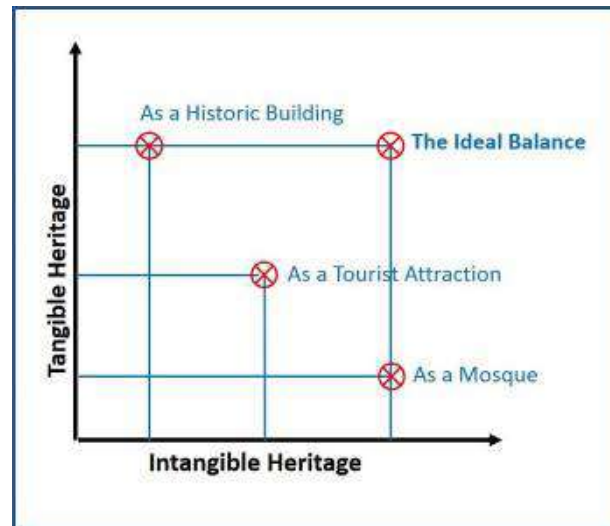 As a Historic Building
The Ideal Balance
As a Tourist Attraction
As a Mosque
Tangible Heritage
Intangible Heritage